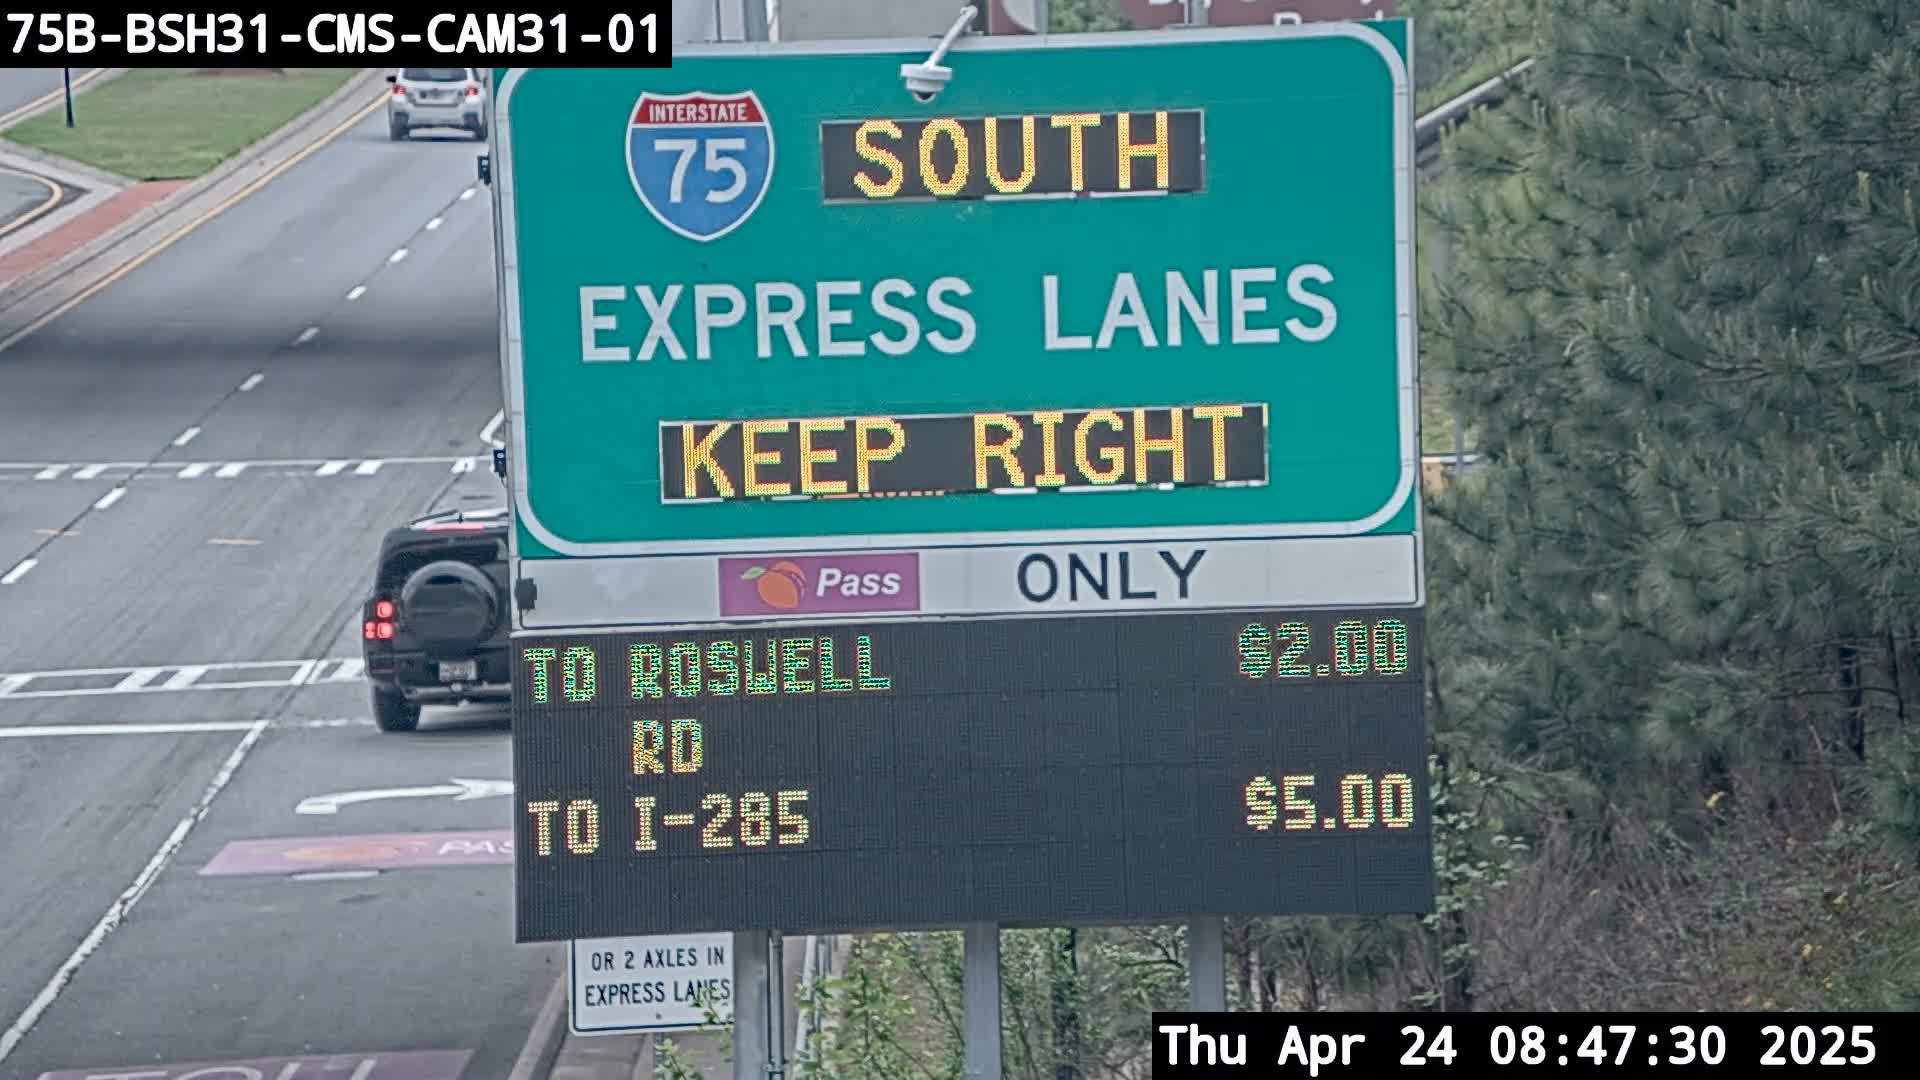 75B-BSH31-CMS-CAM31-01
INTERSTATE
75
SOUTH
EXPRESS LANES
KEEP RIGHT
Pass ONLY
TO ROSWELL $2.00
RD
TO I-285 $5.00
OR 2 AXLES IN
EXPRESS LANES
Thu Apr 24 08:47:30 2025